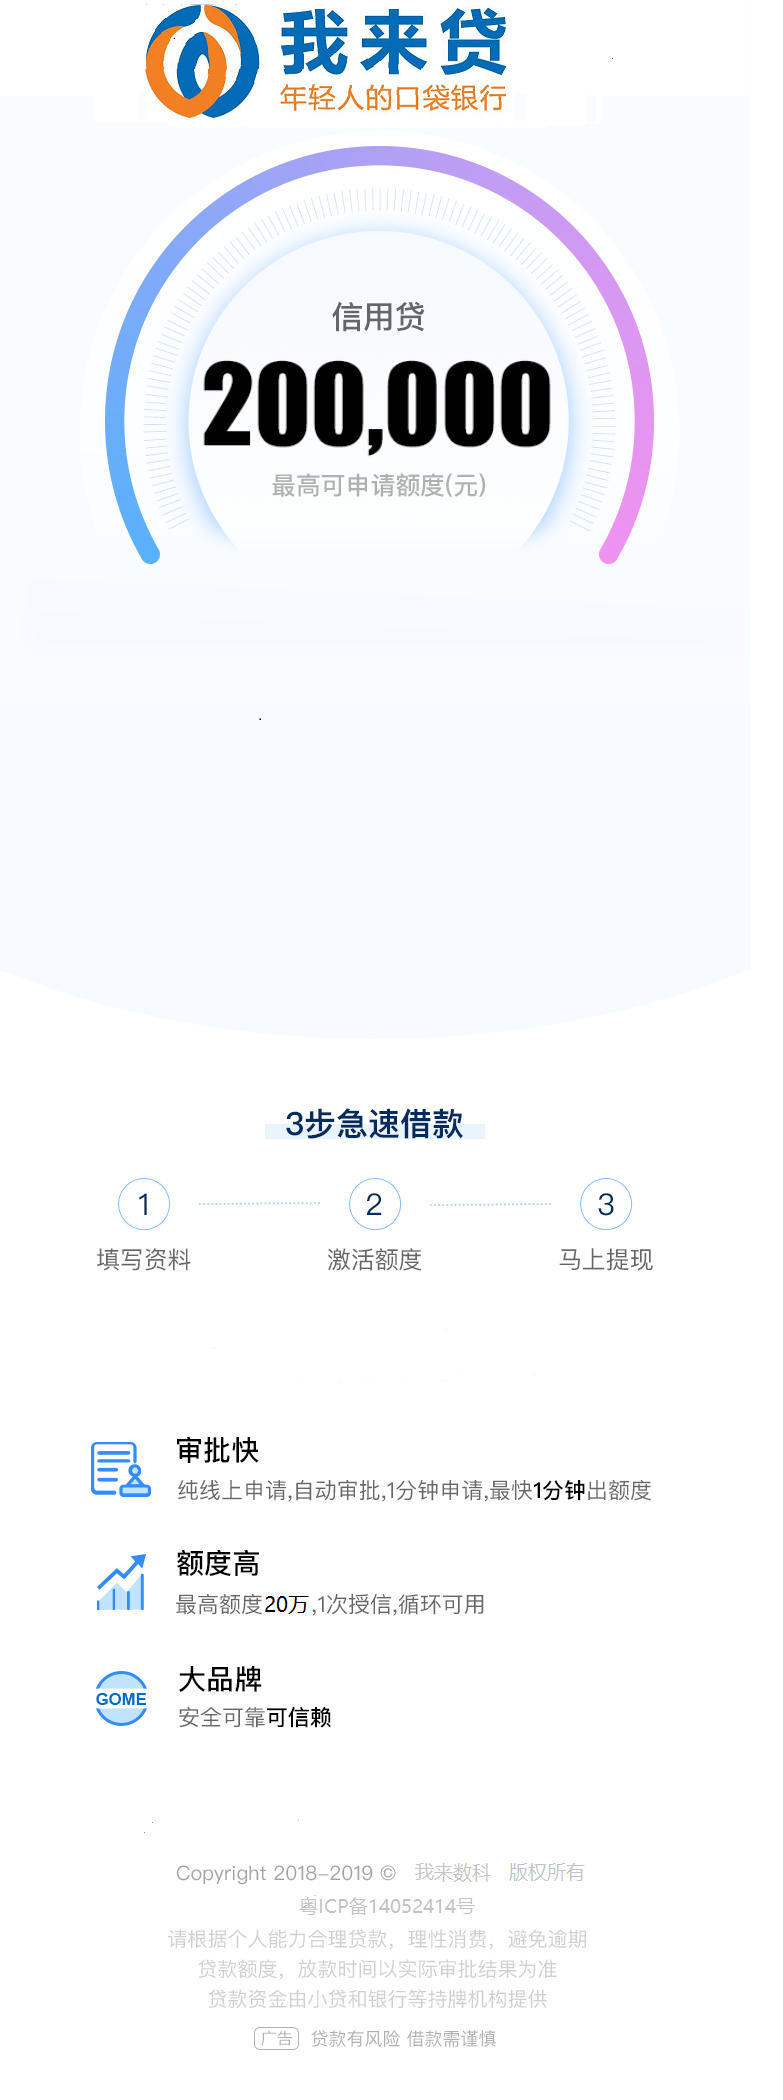 我来贷
年轻人的口袋银行
信用贷
200,000
最高可申请额度(元)
3步急速借款
1 2 3
填写资料 激活额度 马上提现
审批快
纯线上申请,自动审批,1分钟申请,最快1分钟出额度
额度高
最高额度20万,1次授信,循环可用
GOME
大品牌
安全可靠可信赖
Copyright 2018-2019 © 我来数科 版权所有
粤ICP备14052414号
请根据个人能力合理贷款，理性消费，避免逾期
贷款额度，放款时间以实际审批结果为准
贷款资金由小贷和银行等持牌机构提供
广告 贷款有风险 借款需谨慎